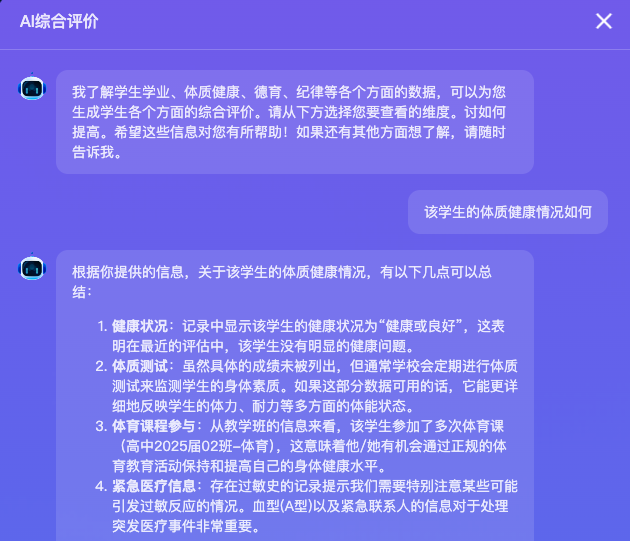 AI综合评价
我了解学生学业、体质健康、德育、纪律等各个方面的数据，可以为您
生成学生各个方面的综合评价。请从下方选择您要查看的维度。讨如何
提高。希望这些信息对您有所帮助！如果还有其他方面想了解，请随时
告诉我。
该学生的体质健康情况如何
根据你提供的信息，关于该学生的体质健康情况，有以下几点可以总
结：
1. 健康状况：记录中显示该学生的健康状况为“健康或良好”，这表
明在最近的评估中，该学生没有明显的健康问题。
2. 体质测试：虽然具体的成绩未被列出，但通常学校会定期进行体质
测试来监测学生的身体素质。如果这部分数据可用的话，它能更详
细地反映学生的体力、耐力等多方面的体能状态。
3. 体育课程参与：从教学班的信息来看，该学生参加了多次体育课
（高中2025届02班-体育），这意味着他/她有机会通过正规的体
育教育活动保持和提高自己的身体健康水平。
4. 紧急医疗信息：存在过敏史的记录提示我们需要特别注意某些可能
引发过敏反应的情况。血型(A型)以及紧急联系人的信息对于处理
突发医疗事件非常重要。